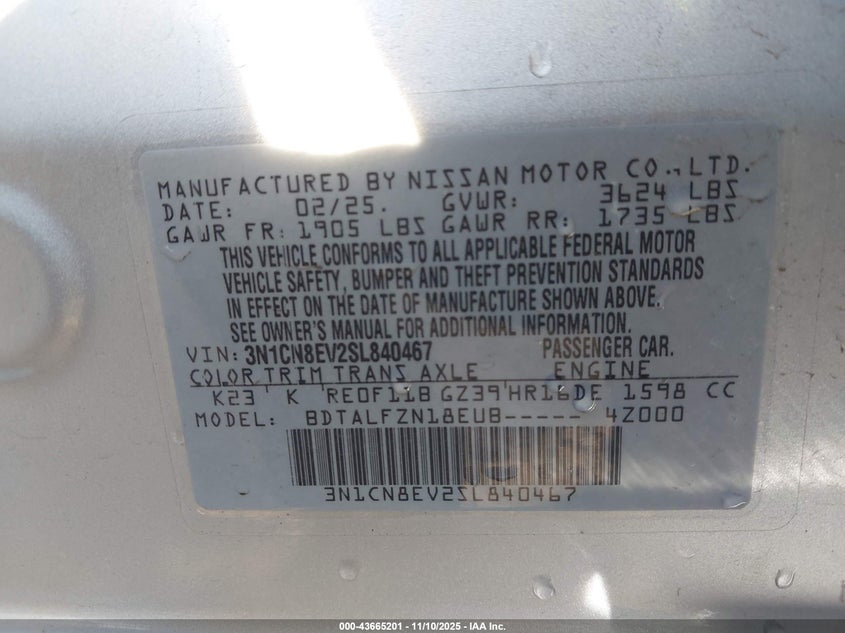 MANUFACTURED BY NISSAN MOTOR CO., LTD.
DATE: 02/25. GVWR: 3624 LBS
GAWR FR: 1905 LBS GAWR RR: 1735 LBS
THIS VEHICLE CONFORMS TO ALL APPLICABLE FEDERAL MOTOR
VEHICLE SAFETY, BUMPER AND THEFT PREVENTION STANDARDS
IN EFFECT ON THE DATE OF MANUFACTURE SHOWN ABOVE.
SEE OWNER'S MANUAL FOR ADDITIONAL INFORMATION.
VIN: 3N1CN8EV2SL840467 PASSENGER CAR.
COLOR TRIM TRANS AXLE ENGINE
K23 K RE0F11B GZ39 HR16DE 1598 CC
MODEL: BDTALFZN18EUB----- 4Z000
3N1CN8EV2SL840467
000-43665201 - 11/10/2025 - IAA Inc.